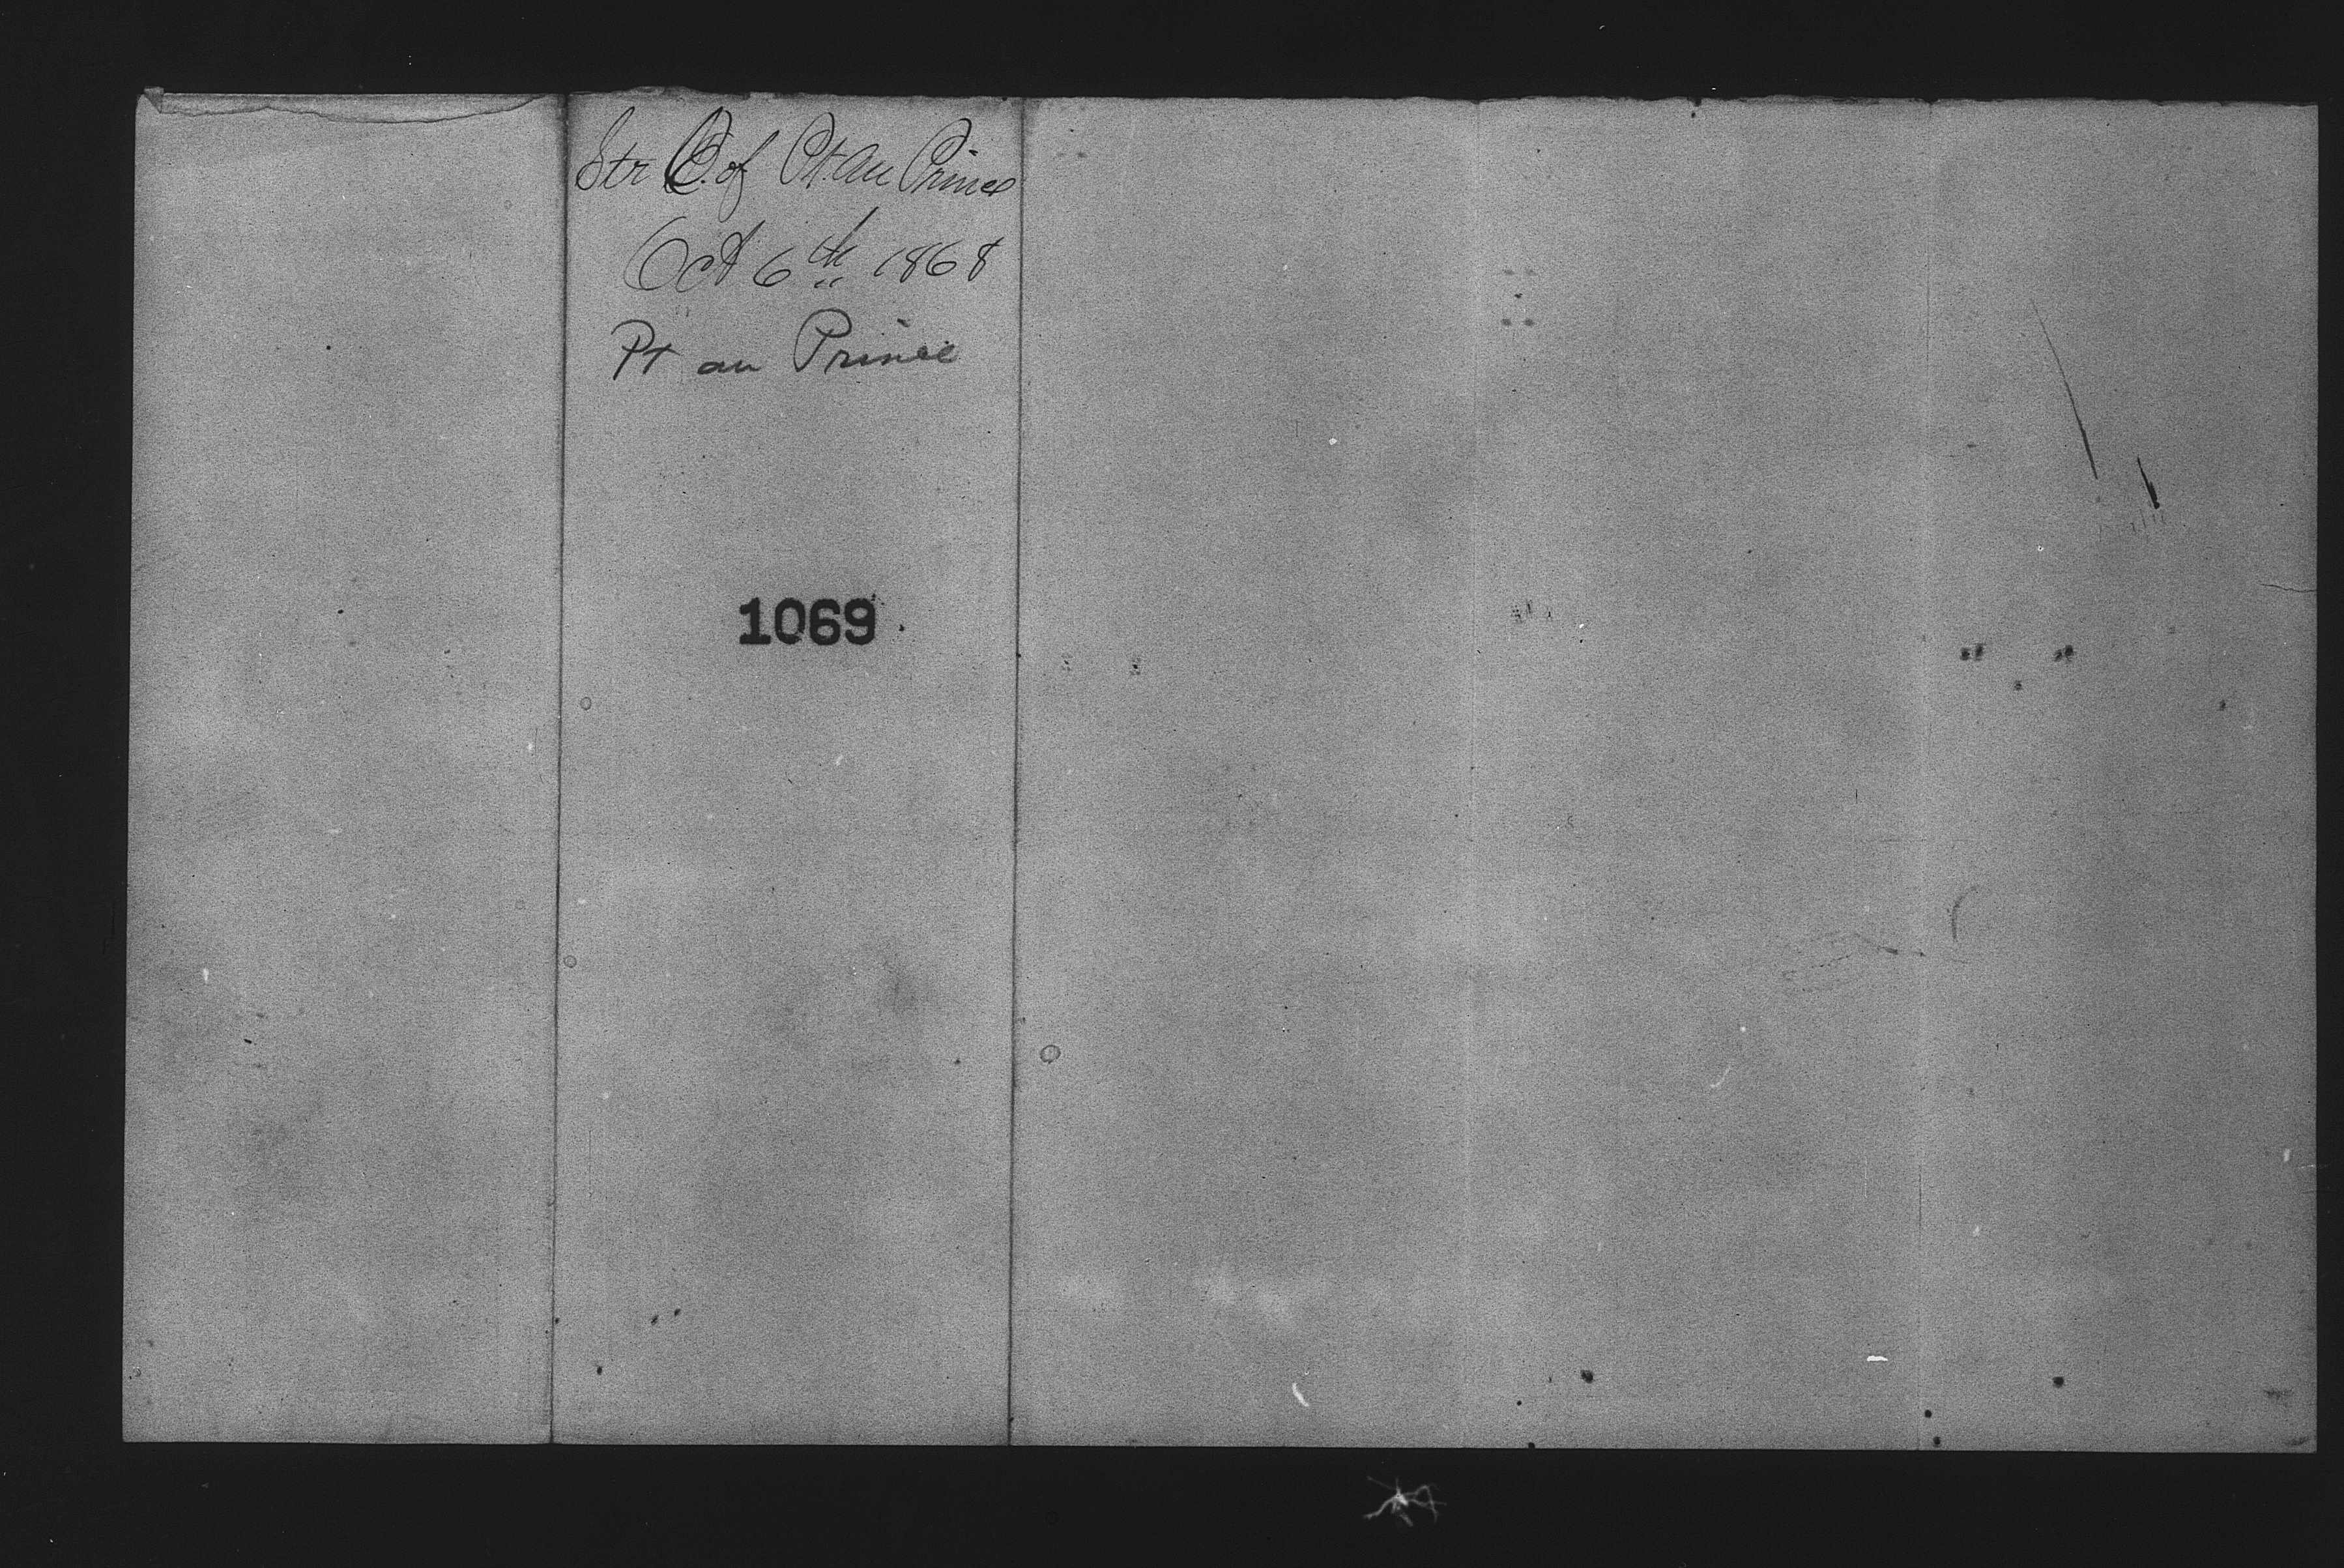 Str C. of Pt. au Prince
Oct 6th 1868
Pt au Prince
1069